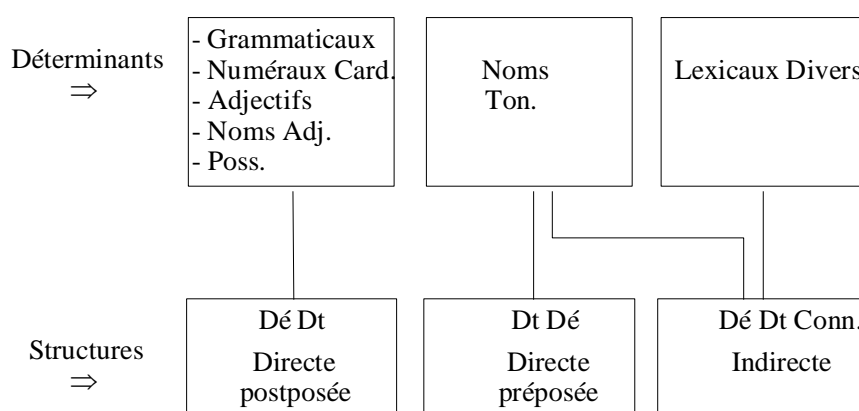 Déterminants
⇒
- Grammaticaux
- Numéraux Card.
- Adjectifs
- Noms Adj.
- Poss.
Noms
Ton.
Lexicaux Divers
Structures
⇒
Dé Dt
Directe
postposée
Dt Dé
Directe
préposée
Dé Dt Conn.
Indirecte